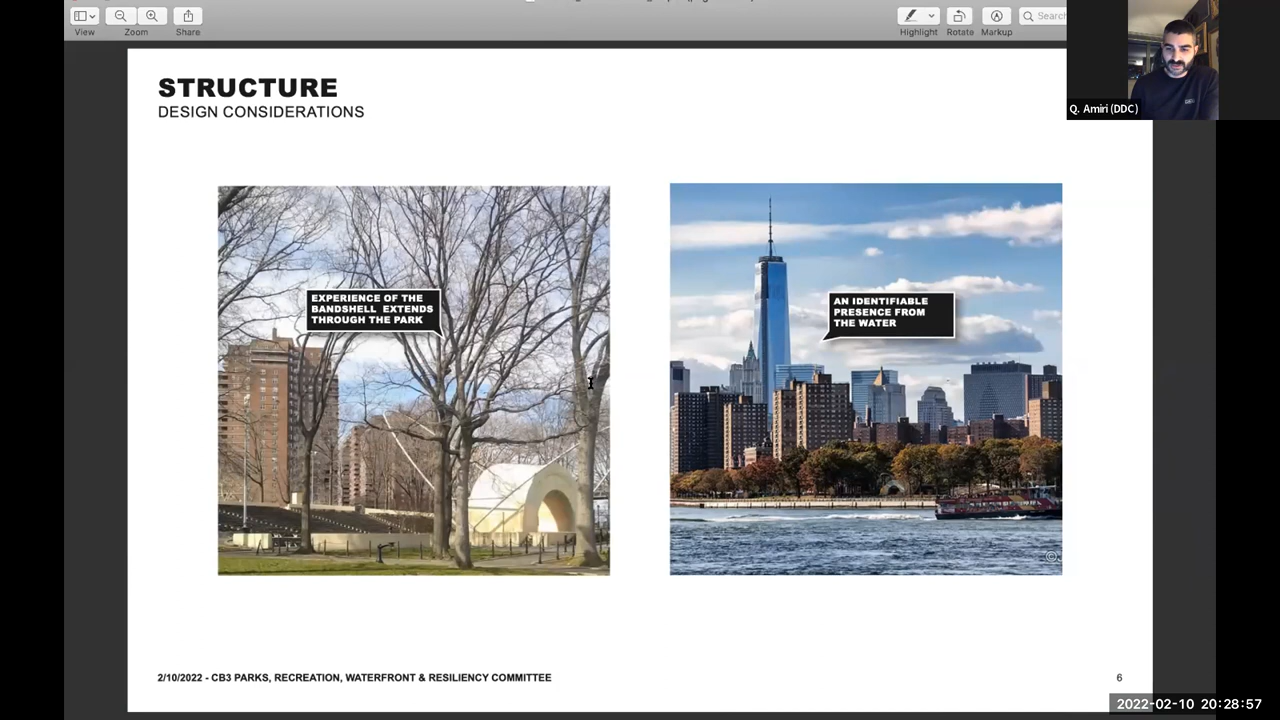 View
Zoom
Share
Highlight
Rotate
Markup
Search
Q. Amiri (DDC)
STRUCTURE
DESIGN CONSIDERATIONS
EXPERIENCE OF THE
BANDSHELL EXTENDS
THROUGH THE PARK
AN IDENTIFIABLE
PRESENCE FROM
THE WATER
©
2/10/2022 - CB3 PARKS, RECREATION, WATERFRONT & RESILIENCY COMMITTEE
6
2022-02-10 20:28:57